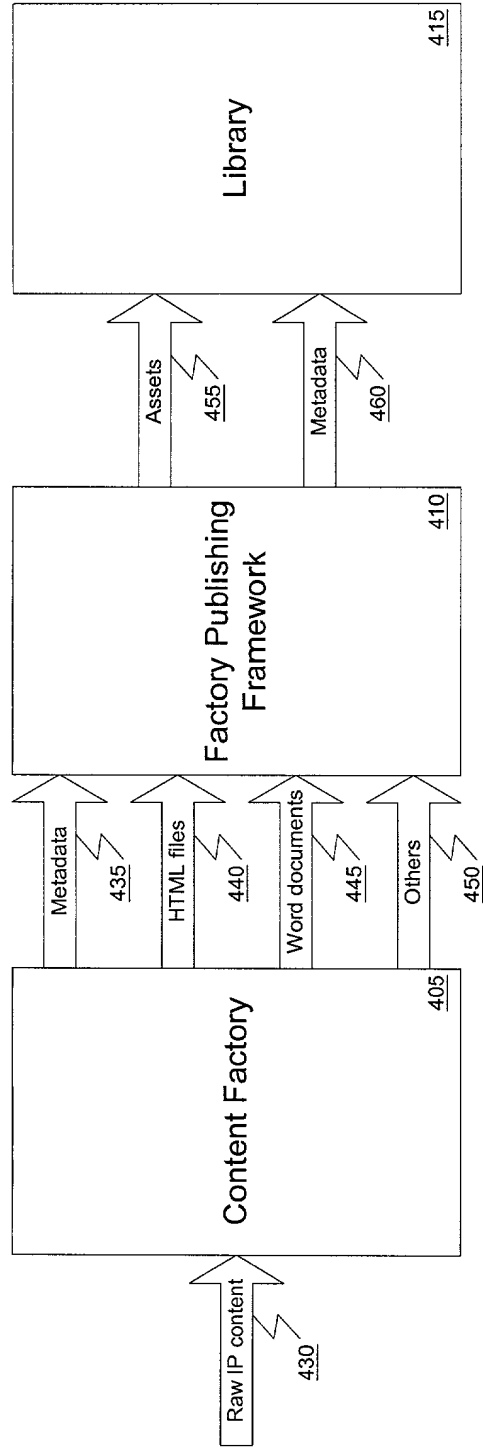 Raw IP content
430
Content Factory
405
Metadata
435
HTML files
440
Word documents
445
Others
450
Factory Publishing
Framework
410
Assets
455
Metadata
460
Library
415